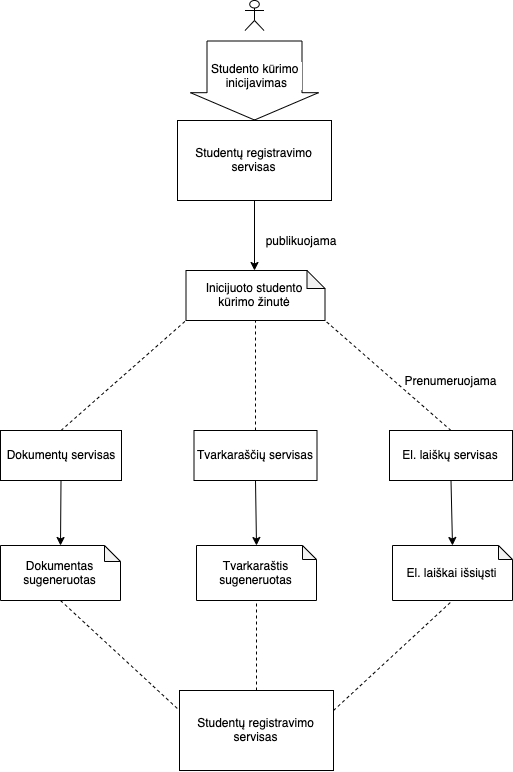 Studento kūrimo
inicijavimas
Studentų registravimo
servisas
publikuojama
Inicijuoto studento
kūrimo žinutė
Prenumeruojama
Dokumentų servisas
Tvarkaraščių servisas
El. laiškų servisas
Dokumentas
sugeneruotas
Tvarkaraštis
sugeneruotas
El. laiškai išsiųsti
Studentų registravimo
servisas